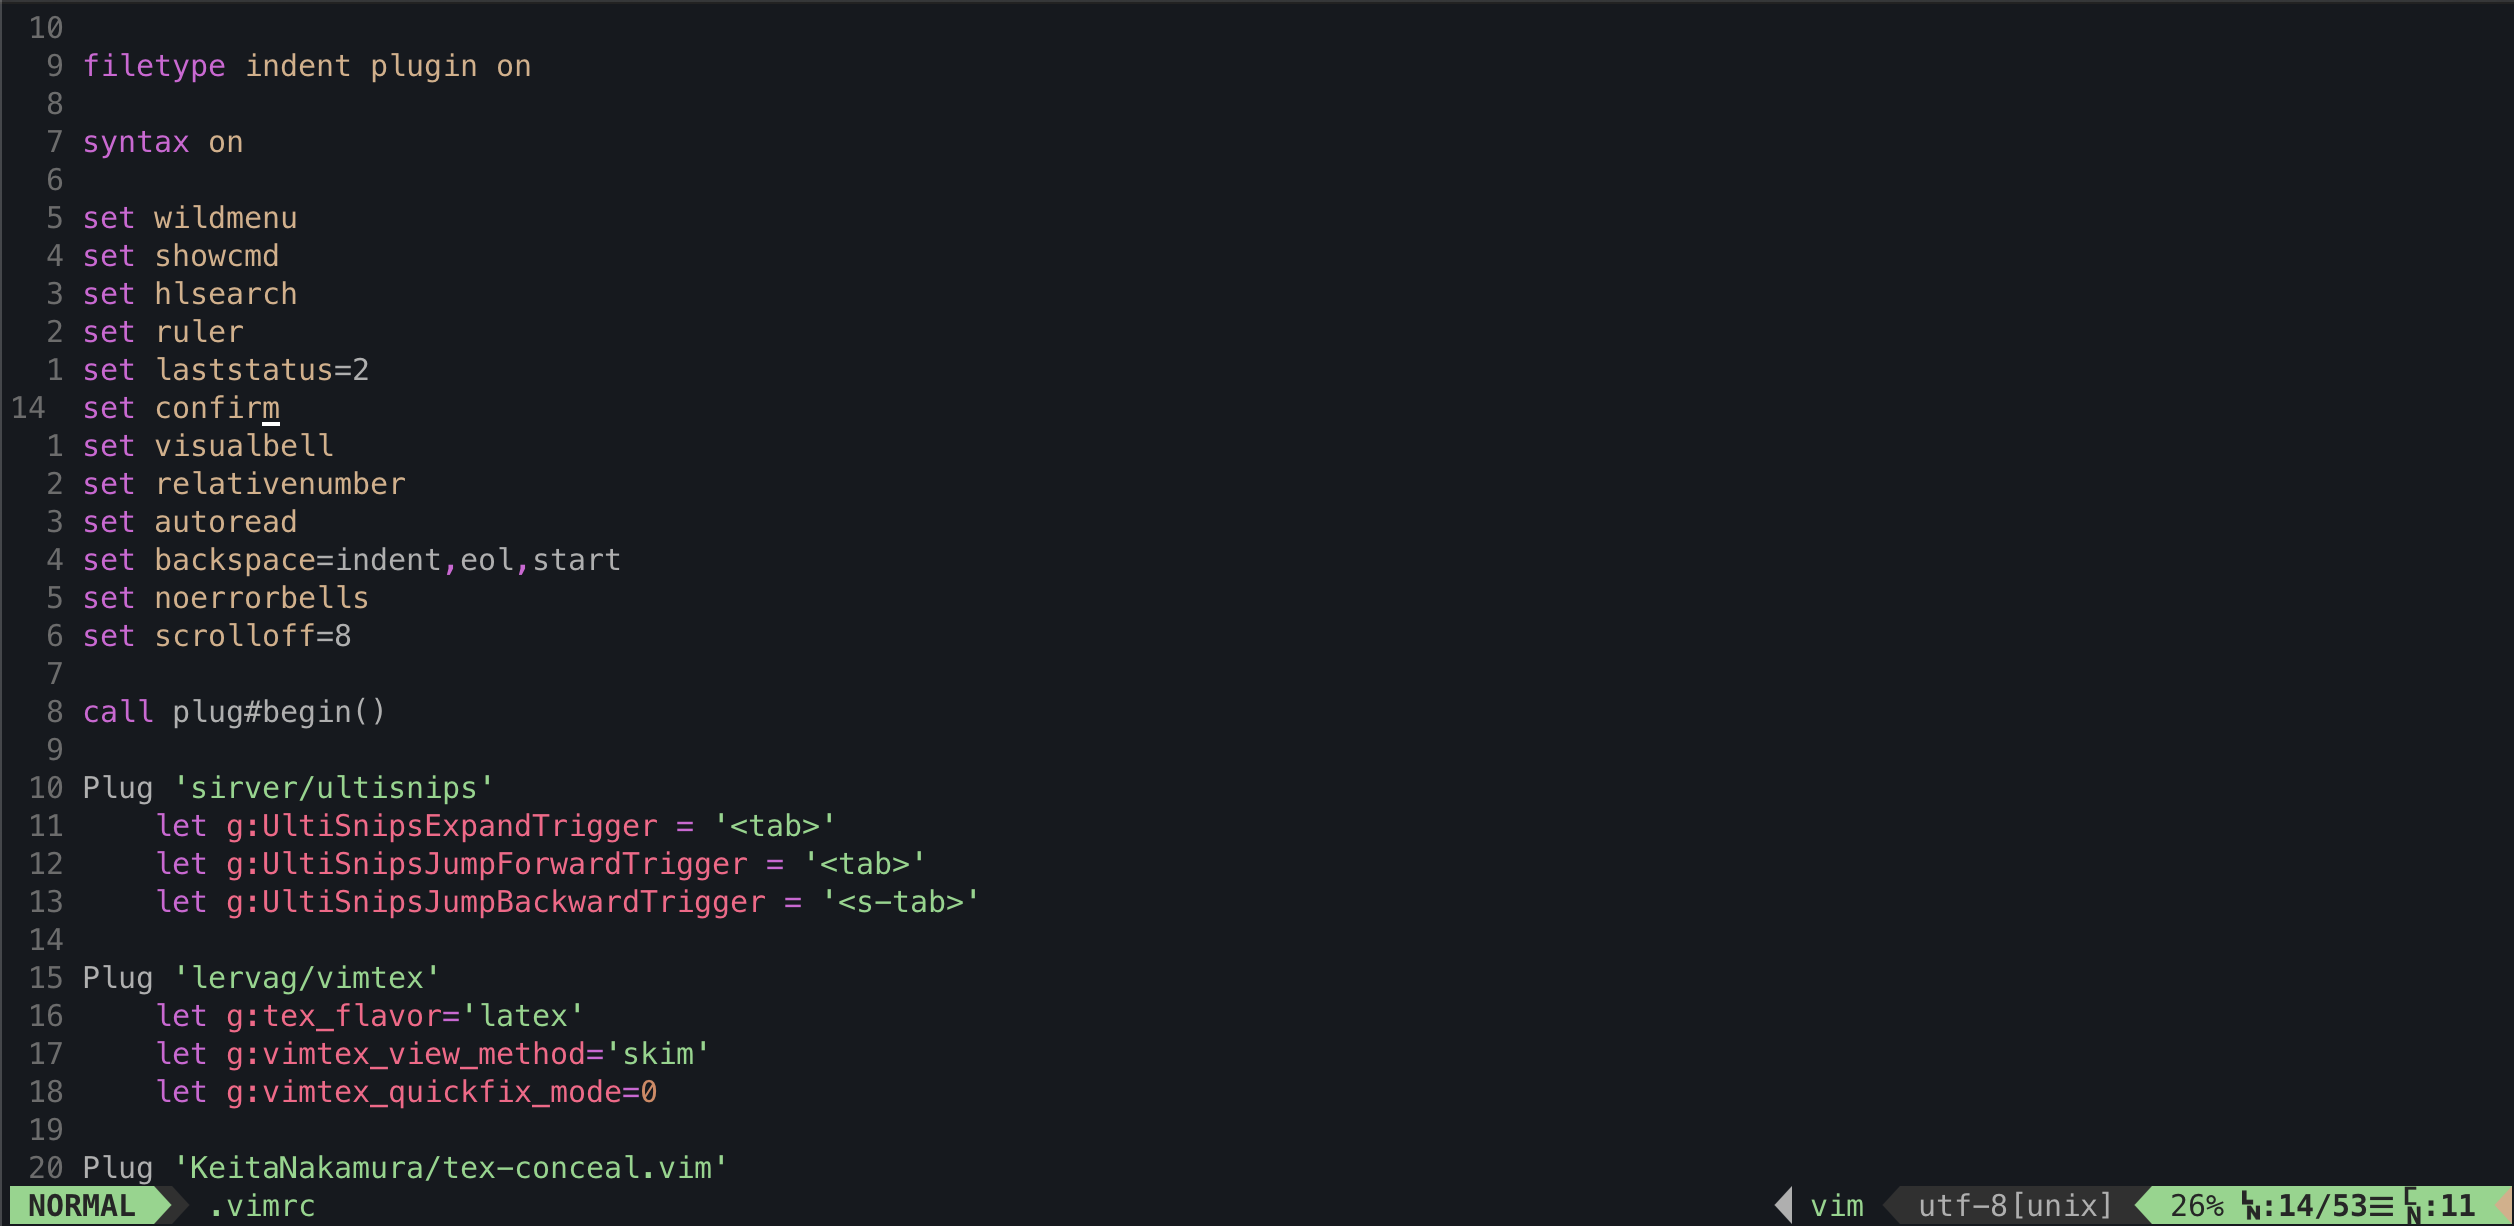 10
9 filetype indent plugin on
8
7 syntax on
6
5 set wildmenu
4 set showcmd
3 set hlsearch
2 set ruler
1 set laststatus=2
14 set confirm
1 set visualbell
2 set relativenumber
3 set autoread
4 set backspace=indent,eol,start
5 set noerrorbells
6 set scrolloff=8
7
8 call plug#begin()
9
10 Plug 'sirver/ultisnips'
11     let g:UltiSnipsExpandTrigger = '<tab>'
12     let g:UltiSnipsJumpForwardTrigger = '<tab>'
13     let g:UltiSnipsJumpBackwardTrigger = '<s-tab>'
14
15 Plug 'lervag/vimtex'
16     let g:tex_flavor='latex'
17     let g:vimtex_view_method='skim'
18     let g:vimtex_quickfix_mode=0
19
20 Plug 'KeitaNakamura/tex-conceal.vim'
NORMAL .vimrc vim utf-8[unix] 26% LN:14/53☰ CN:11